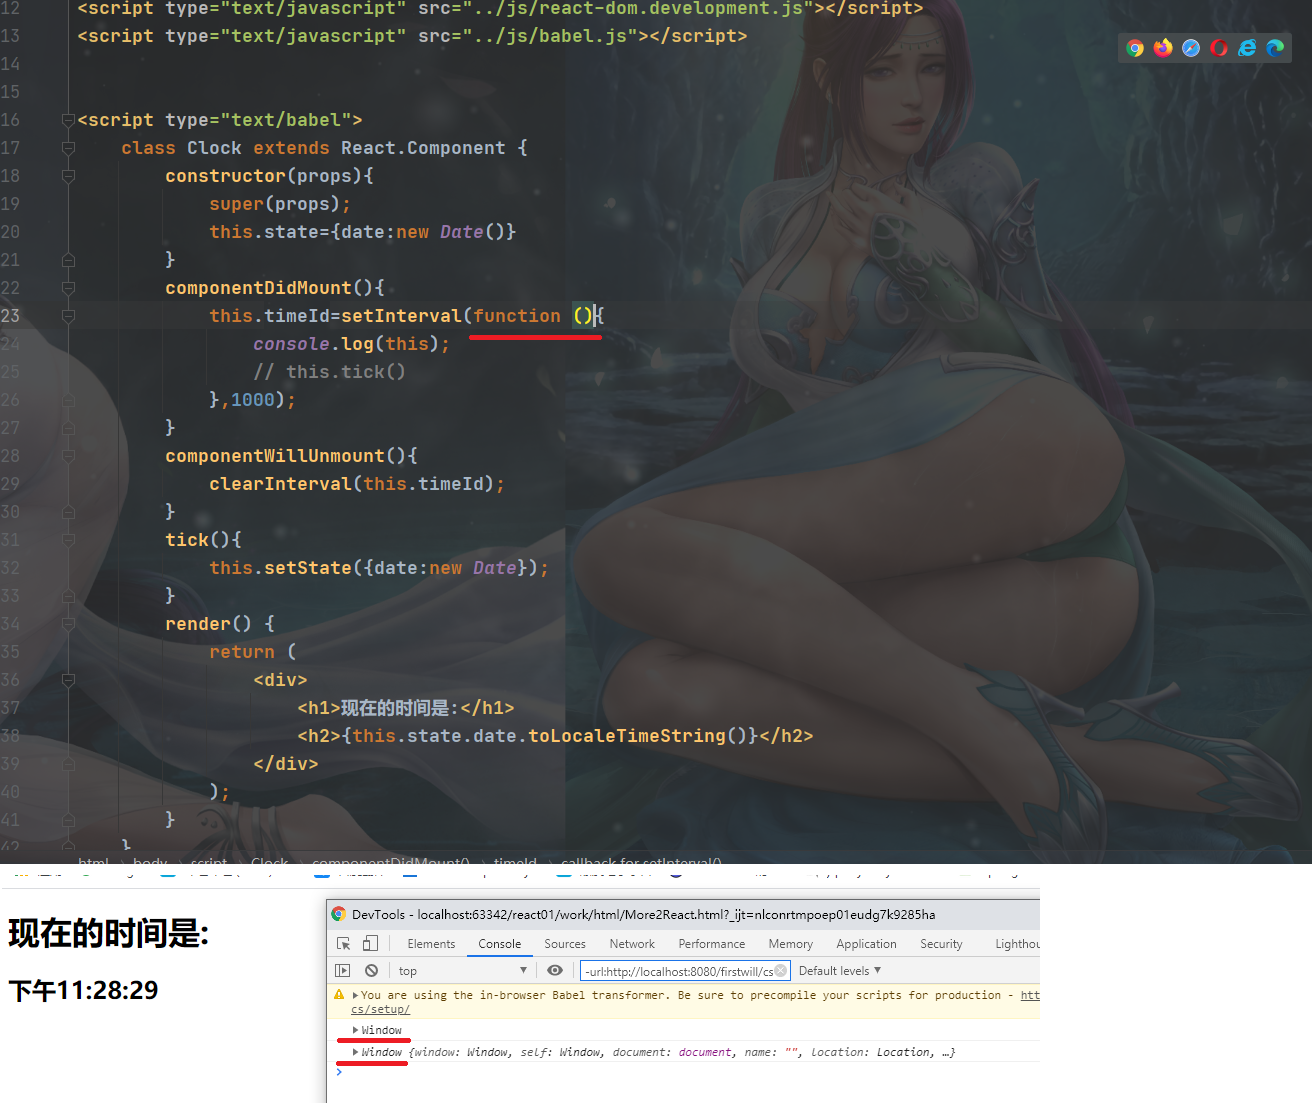 12 <script type="text/javascript" src="../js/react-dom.development.js"></script>
13 <script type="text/javascript" src="../js/babel.js"></script>
14
15
16 <script type="text/babel">
17 class Clock extends React.Component {
18 constructor(props){
19 super(props);
20 this.state={date:new Date()}
21 }
22 componentDidMount(){
23 this.timeId=setInterval(function (){
24 console.log(this);
25 // this.tick()
26 },1000);
27 }
28 componentWillUnmount(){
29 clearInterval(this.timeId);
30 }
31 tick(){
32 this.setState({date:new Date});
33 }
34 render() {
35 return (
36 <div>
37 <h1>现在的时间是:</h1>
38 <h2>{this.state.date.toLocaleTimeString()}</h2>
39 </div>
40 );
41 }
42 }
html body script Clock componentDidMount() timeId callback for setInterval()
现在的时间是:
下午11:28:29
DevTools - localhost:63342/react01/work/html/More2React.html?_ijt=nlconrtmpoep01eudg7k9285ha
Elements Console Sources Network Performance Memory Application Security Lighthou
top -url:http://localhost:8080/firstwill/cs Default levels
You are using the in-browser Babel transformer. Be sure to precompile your scripts for production - htt
cs/setup/
Window
Window {window: Window, self: Window, document: document, name: "", location: Location, …}